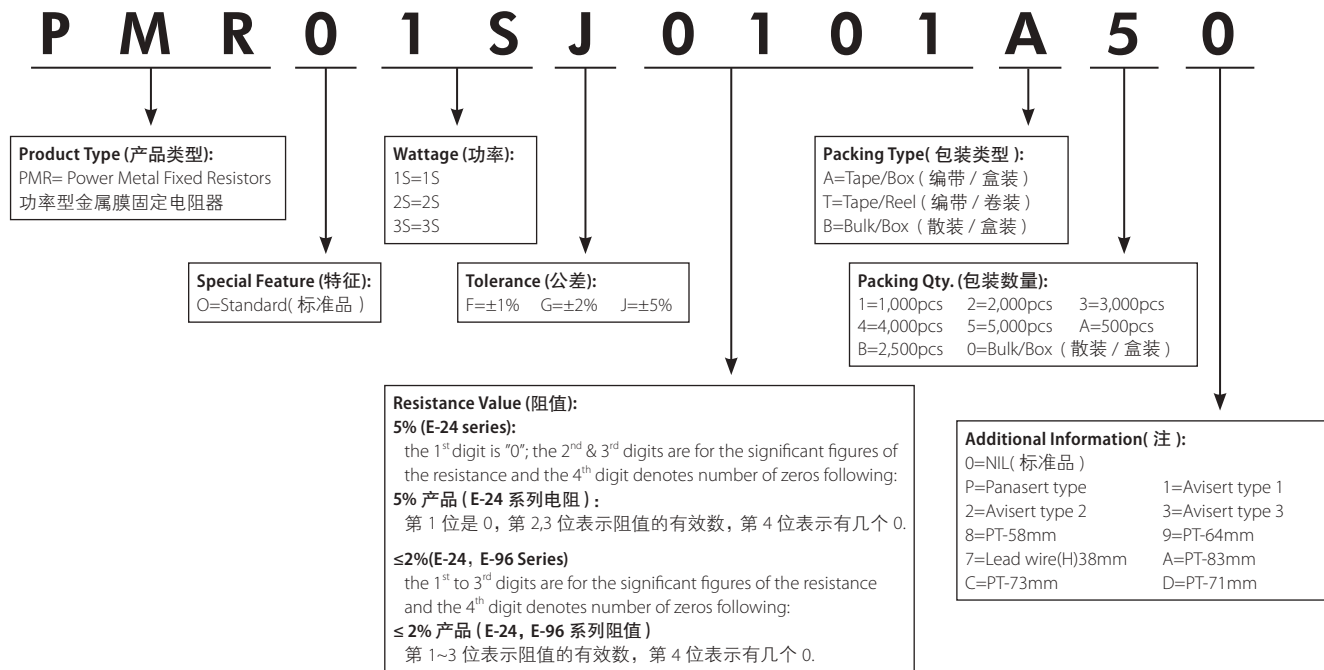 P M R 0 1 S J 0 1 0 1 A 5 0
Product Type (产品类型):
PMR= Power Metal Fixed Resistors
功率型金属膜固定电阻器
Wattage (功率):
1S=1S
2S=2S
3S=3S
Packing Type( 包装类型 ):
A=Tape/Box ( 编带 / 盒装 )
T=Tape/Reel ( 编带 / 卷装 )
B=Bulk/Box ( 散装 / 盒装 )
Special Feature (特征):
O=Standard( 标准品 )
Tolerance (公差):
F=±1% G=±2% J=±5%
Packing Qty. (包装数量):
1=1,000pcs 2=2,000pcs 3=3,000pcs
4=4,000pcs 5=5,000pcs A=500pcs
B=2,500pcs 0=Bulk/Box ( 散装 / 盒装 )
Resistance Value (阻值):
5% (E-24 series):
the 1st digit is "0"; the 2nd & 3rd digits are for the significant figures of
the resistance and the 4th digit denotes number of zeros following:
5% 产品 ( E-24 系列电阻 ) :
第 1 位是 0，第 2,3 位表示阻值的有效数，第 4 位表示有几个 0.
≤2%(E-24, E-96 Series)
the 1st to 3rd digits are for the significant figures of the resistance
and the 4th digit denotes number of zeros following:
≤ 2% 产品 ( E-24, E-96 系列阻值 )
第 1~3 位表示阻值的有效数，第 4 位表示有几个 0.
Additional Information( 注 ):
0=NIL( 标准品 )
P=Panasert type 1=Avisert type 1
2=Avisert type 2 3=Avisert type 3
8=PT-58mm 9=PT-64mm
7=Lead wire(H)38mm A=PT-83mm
C=PT-73mm D=PT-71mm